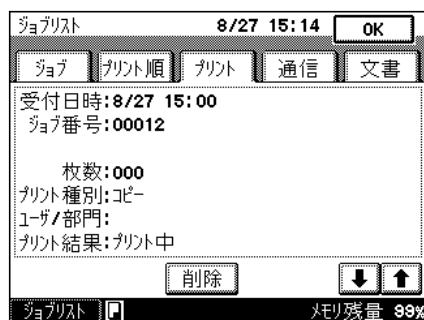 ｼﾞｮﾌﾞﾘｽﾄ 8/27 15:14 OK
ｼﾞｮﾌﾞ ﾌﾟﾘﾝﾄ順 ﾌﾟﾘﾝﾄ 通信 文書
受付日時:8/27 15:00
ｼﾞｮﾌﾞ番号:00012
枚数:000
ﾌﾟﾘﾝﾄ種別:ｺﾋﾟｰ
ﾕｰｻﾞ/部門:
ﾌﾟﾘﾝﾄ結果:ﾌﾟﾘﾝﾄ中
削除
ｼﾞｮﾌﾞﾘｽﾄ ﾒﾓﾘ残量 99%